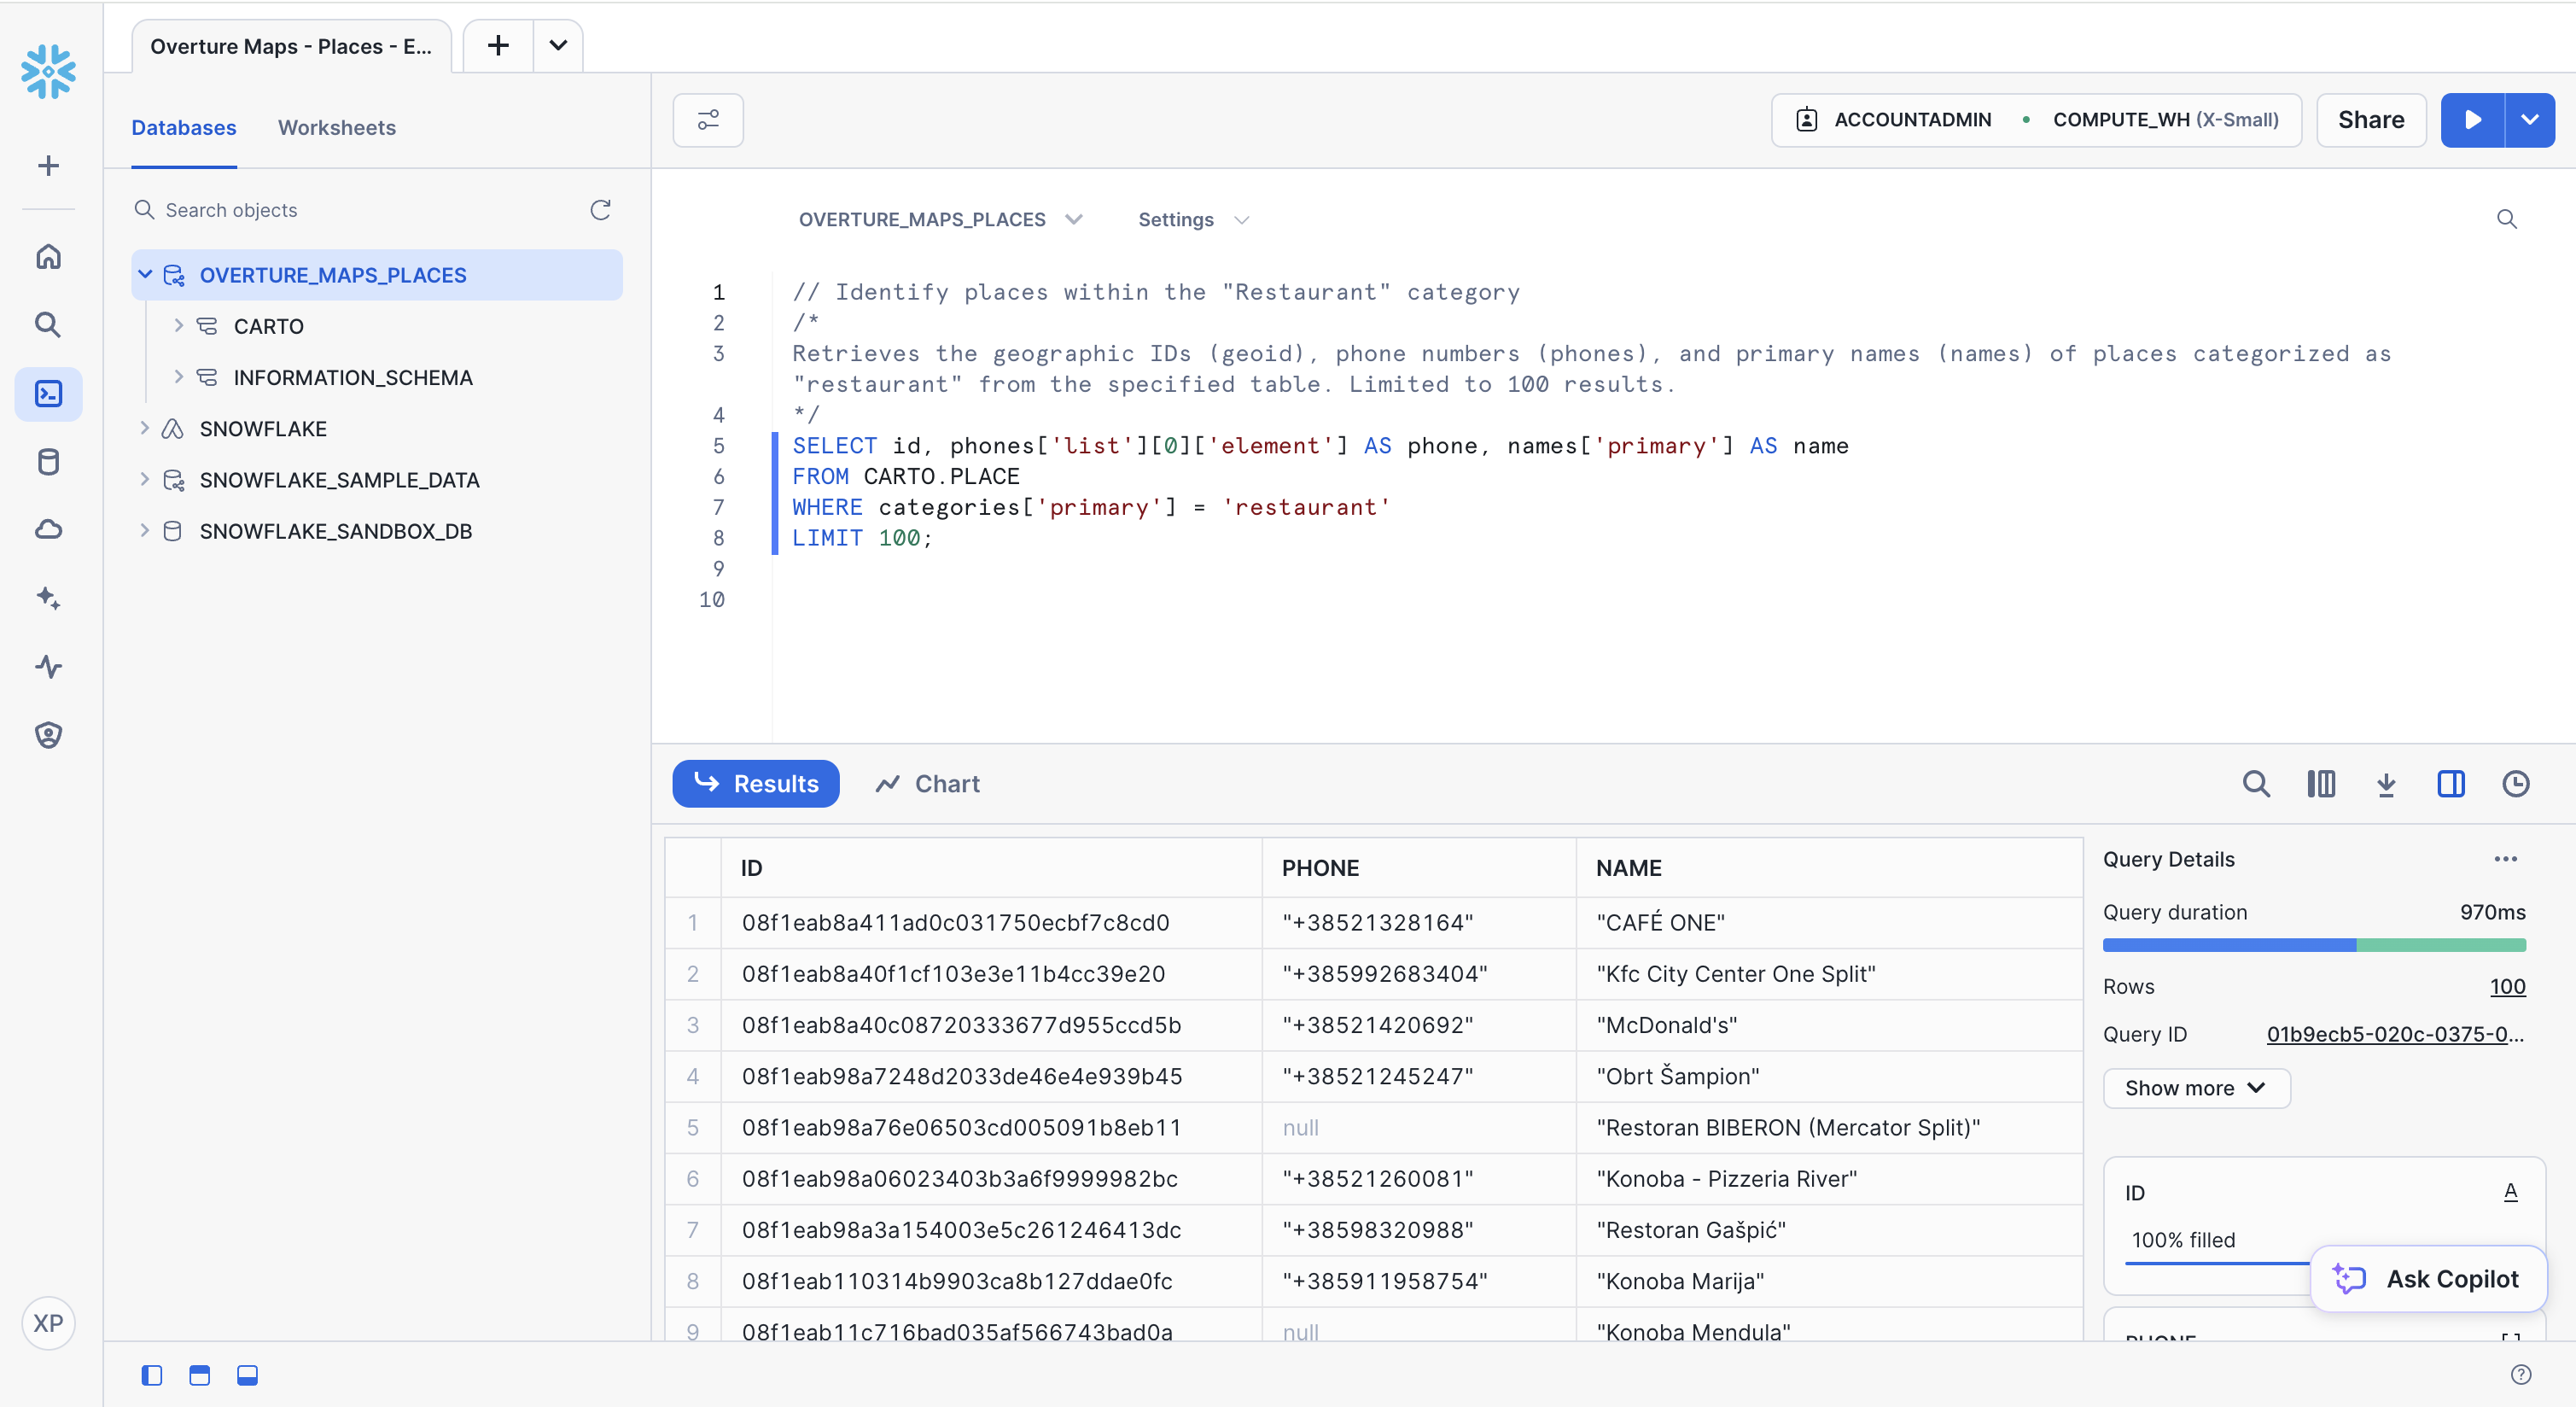 Overture Maps - Places - E...
Databases
Worksheets
ACCOUNTADMIN
COMPUTE_WH (X-Small)
Share
Search objects
OVERTURE_MAPS_PLACES
CARTO
INFORMATION_SCHEMA
SNOWFLAKE
SNOWFLAKE_SAMPLE_DATA
SNOWFLAKE_SANDBOX_DB
XP
OVERTURE_MAPS_PLACES
Settings
1 // Identify places within the "Restaurant" category
2 /*
3 Retrieves the geographic IDs (geoid), phone numbers (phones), and primary names (names) of places categorized as
"restaurant" from the specified table. Limited to 100 results.
4 */
5 SELECT id, phones['list'][0]['element'] AS phone, names['primary'] AS name
6 FROM CARTO.PLACE
7 WHERE categories['primary'] = 'restaurant'
8 LIMIT 100;
9
10
Results
Chart
ID PHONE NAME
1 08f1eab8a411ad0c031750ecbf7c8cd0 "+38521328164" "CAFÉ ONE"
2 08f1eab8a40f1cf103e3e11b4cc39e20 "+385992683404" "Kfc City Center One Split"
3 08f1eab8a40c08720333677d955ccd5b "+38521420692" "McDonald's"
4 08f1eab98a7248d2033de46e4e939b45 "+38521245247" "Obrt Šampion"
5 08f1eab98a76e06503cd005091b8eb11 null "Restoran BIBERON (Mercator Split)"
6 08f1eab98a06023403b3a6f9999982bc "+38521260081" "Konoba - Pizzeria River"
7 08f1eab98a3a154003e5c261246413dc "+38598320988" "Restoran Gašpić"
8 08f1eab110314b9903ca8b127ddae0fc "+385911958754" "Konoba Marija"
9 08f1eab11c716bad035af566743bad0a null "Konoba Mendula"
Query Details
Query duration 970ms
Rows 100
Query ID 01b9ecb5-020c-0375-0...
Show more
ID A
100% filled
Ask Copilot
PHONE